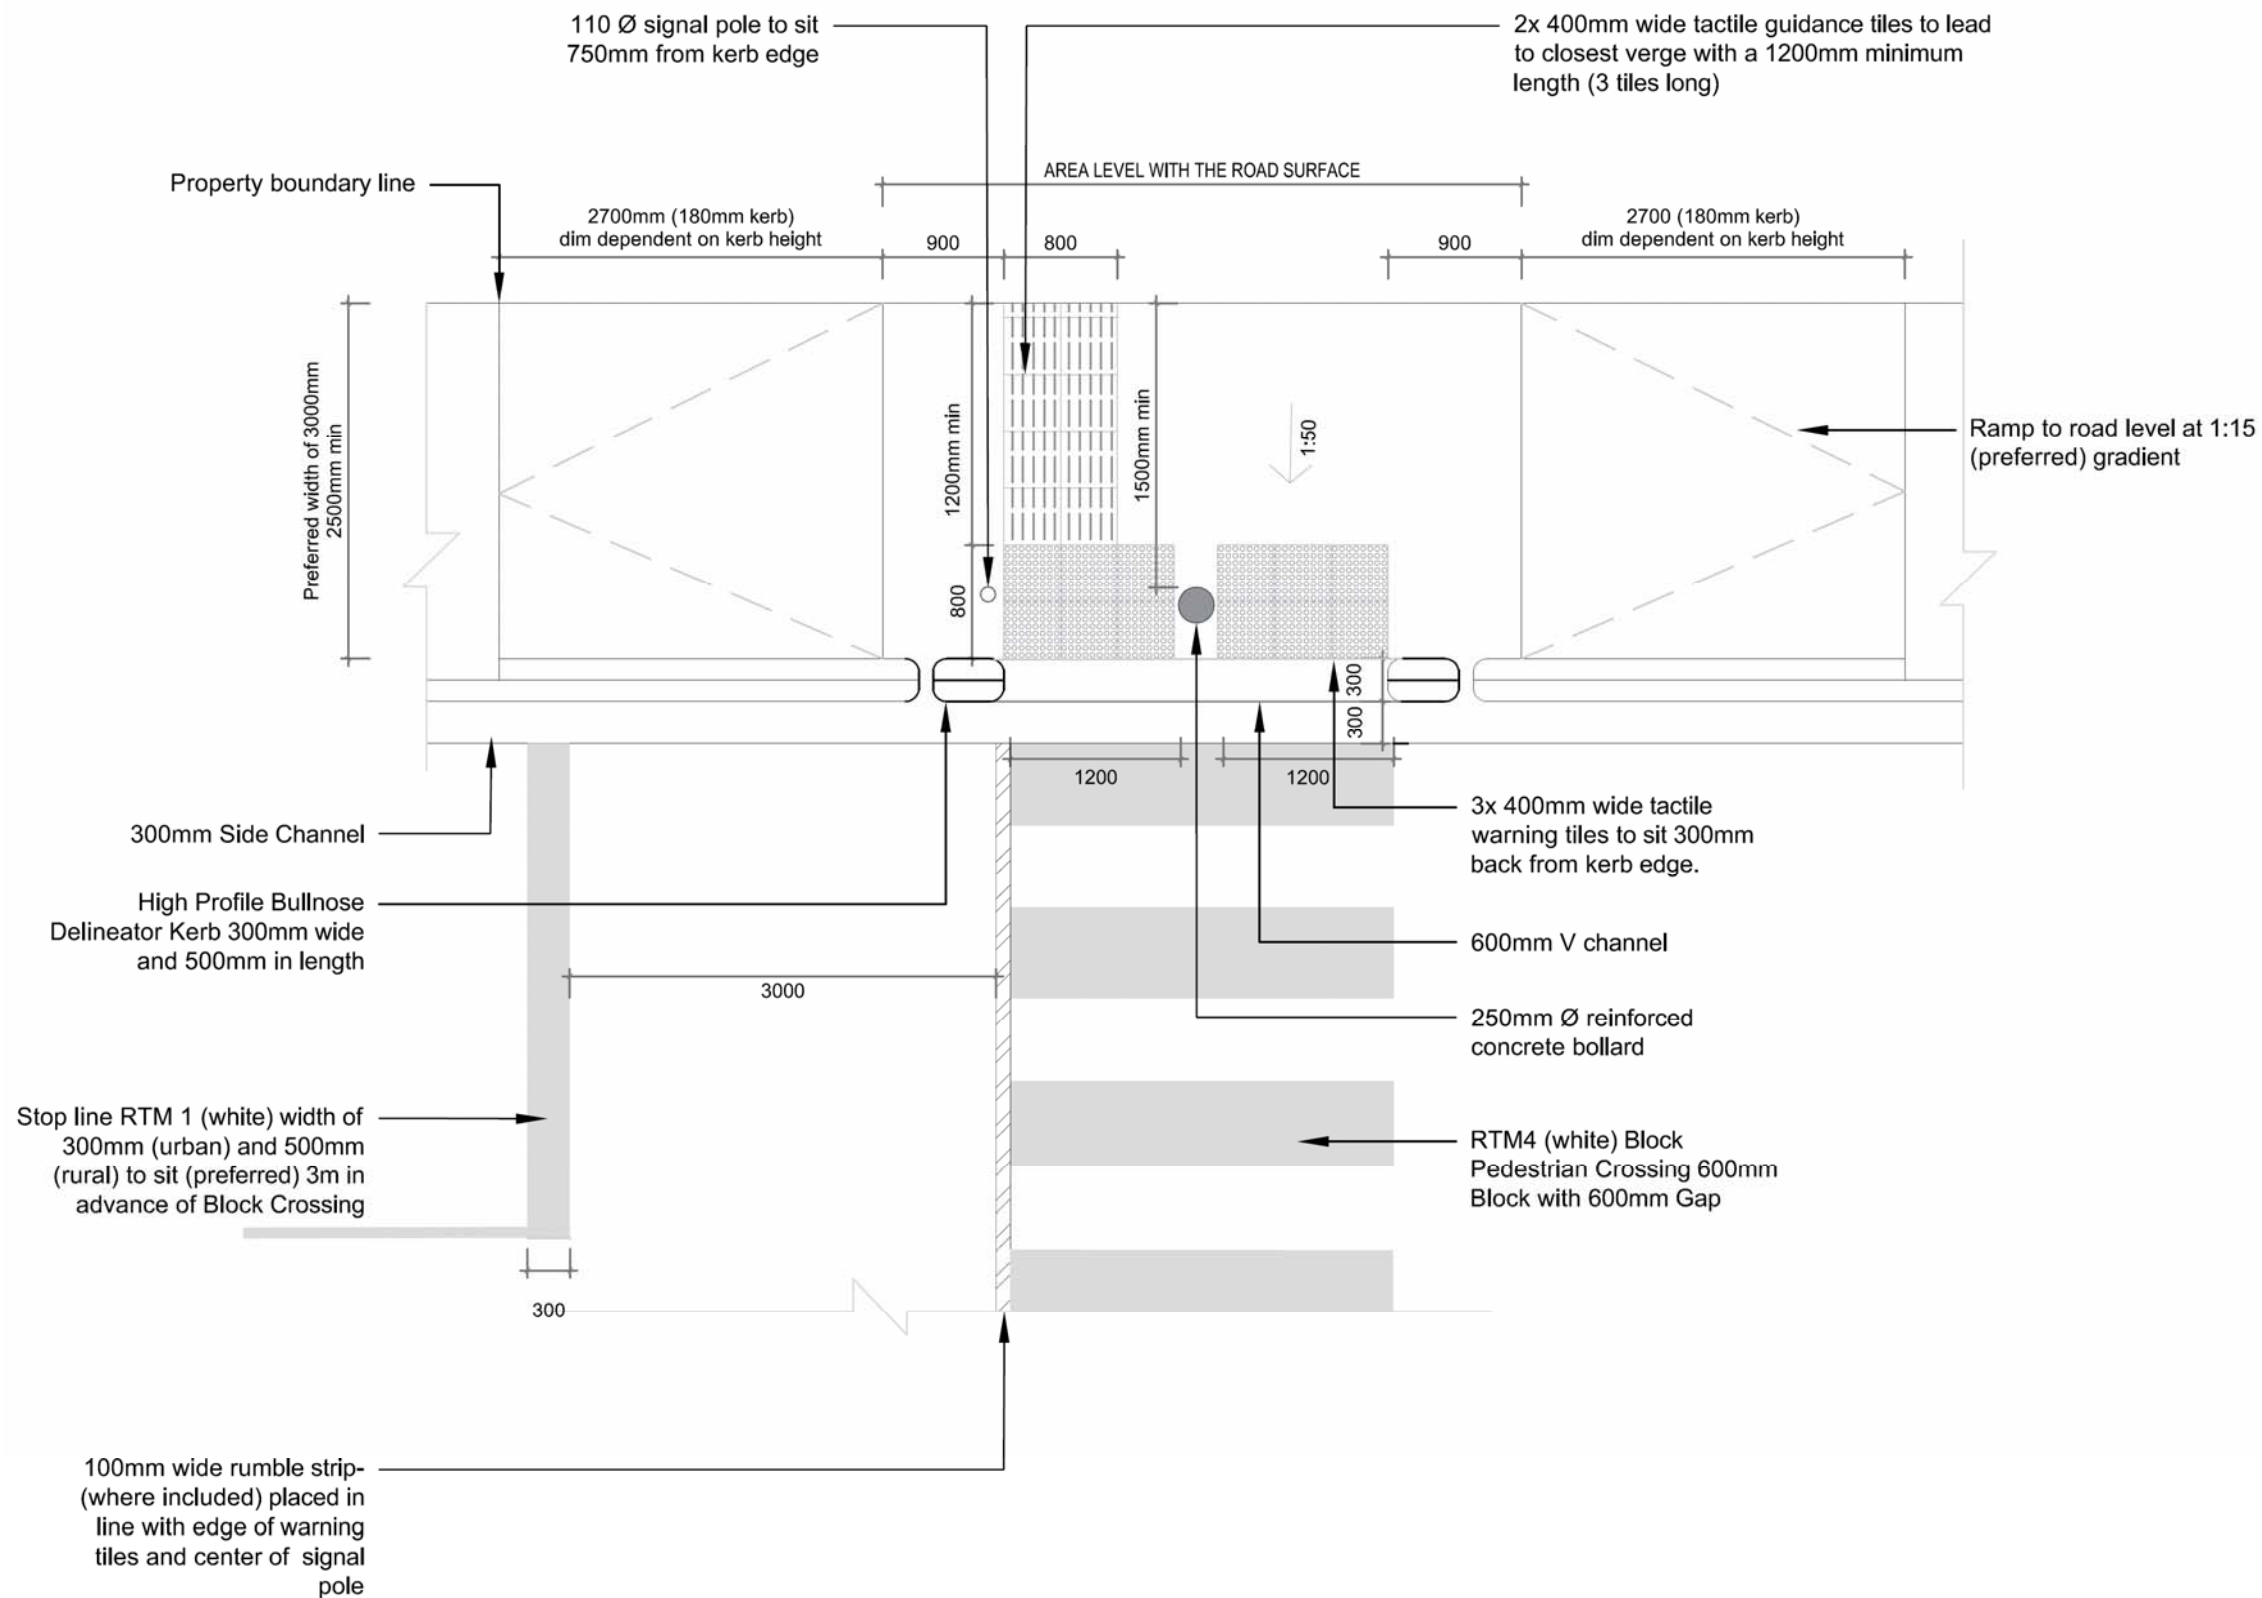 110 Ø signal pole to sit
750mm from kerb edge
2x 400mm wide tactile guidance tiles to lead
to closest verge with a 1200mm minimum
length (3 tiles long)
AREA LEVEL WITH THE ROAD SURFACE
Property boundary line
2700mm (180mm kerb)
dim dependent on kerb height
900
800
900
2700 (180mm kerb)
dim dependent on kerb height
Preferred width of 3000mm
2500mm min
1200mm min
1500mm min
1:50
Ramp to road level at 1:15
(preferred) gradient
800
300
300
1200
1200
300mm Side Channel
3x 400mm wide tactile
warning tiles to sit 300mm
back from kerb edge.
High Profile Bullnose
Delineator Kerb 300mm wide
and 500mm in length
600mm V channel
3000
250mm Ø reinforced
concrete bollard
Stop line RTM 1 (white) width of
300mm (urban) and 500mm
(rural) to sit (preferred) 3m in
advance of Block Crossing
RTM4 (white) Block
Pedestrian Crossing 600mm
Block with 600mm Gap
300
100mm wide rumble strip-
(where included) placed in
line with edge of warning
tiles and center of signal
pole